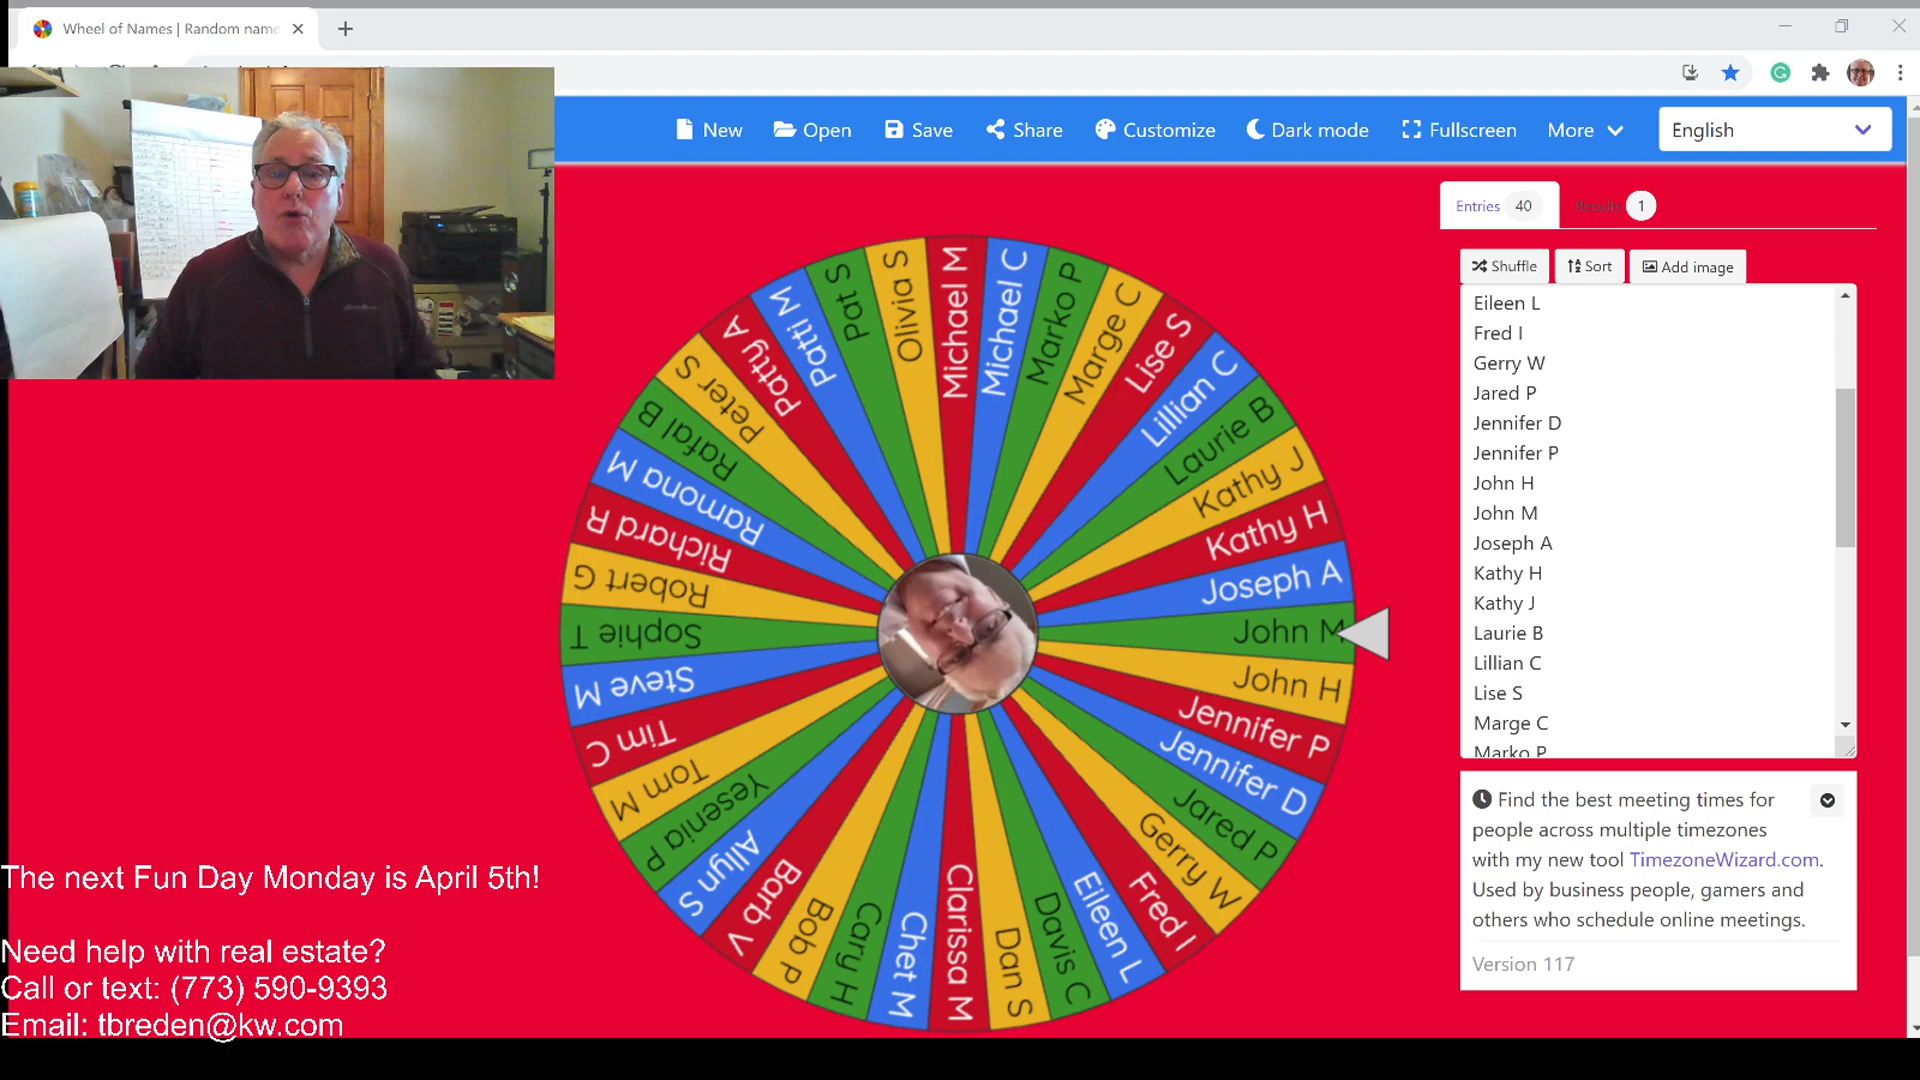 Wheel of Names | Random name
New
Open
Save
Share
Customize
Dark mode
Fullscreen
More
English
Entries 40
Results 1
Shuffle
Sort
Add image
Eileen L
Fred I
Gerry W
Jared P
Jennifer D
Jennifer P
John H
John M
Joseph A
Kathy H
Kathy J
Laurie B
Lillian C
Lise S
Marge C
Marko P
Michael M
Michael C
Marko P
Marge C
Lise S
Lillian C
Laurie B
Kathy J
Kathy H
Joseph A
John M
John H
Jennifer P
Jennifer D
Jared P
Gerry W
Fred I
Eileen L
Davis C
Dan S
Clarissa M
Chet M
Cary H
Bob P
Barb V
Allyn S
Yesenia P
Tom M
Tim C
Steve M
Sophie T
Robert G
Richard R
Ramona M
Rafal B
Peter S
Patty A
Patti M
Pat S
Olivia S
Find the best meeting times for
people across multiple timezones
with my new tool TimezoneWizard.com.
Used by business people, gamers and
others who schedule online meetings.
Version 117
The next Fun Day Monday is April 5th!
Need help with real estate?
Call or text: (773) 590-9393
Email: tbreden@kw.com